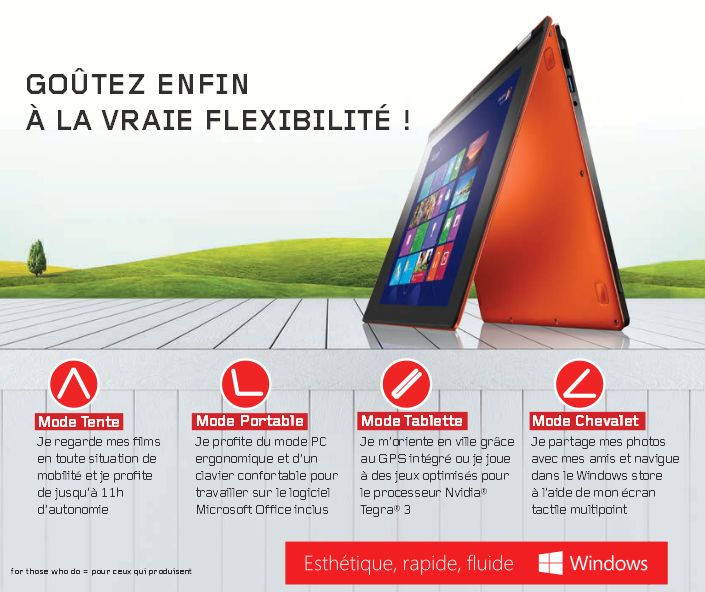 GOÛTEZ ENFIN
À LA VRAIE FLEXIBILITÉ !
Mode Tente
Je regarde mes films
en toute situation de
mobilité et je profite
de jusqu'à 11h
d'autonomie
Mode Portable
Je profite du mode PC
ergonomique et d'un
clavier confortable pour
travailler sur le logiciel
Microsoft Office inclus
Mode Tablette
Je m'oriente en ville grâce
au GPS intégré ou je joue
à des jeux optimisés pour
le processeur Nvidia®
Tegra® 3
Mode Chevalet
Je partage mes photos
avec mes amis et navigue
dans le Windows store
à l'aide de mon écran
tactile multipoint
for those who do = pour ceux qui produisent
Esthétique, rapide, fluide Windows